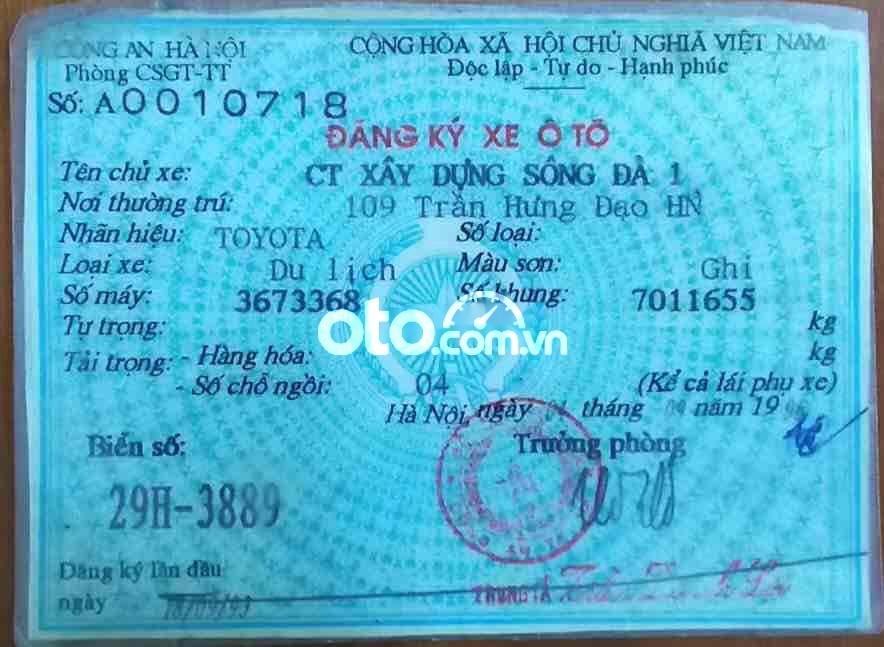 CÔNG AN HÀ NỘI
CỘNG HÒA XÃ HỘI CHỦ NGHĨA VIỆT NAM
Phòng CSGT-TT
Độc lập - Tự do - Hạnh phúc
Số: A0010718
ĐĂNG KÝ XE Ô TÔ
Tên chủ xe: CT XÂY DỰNG SÔNG ĐÀ 1
Nơi thường trú: 109 Trần Hưng Đạo HN
Nhãn hiệu: TOYOTA Số loại:
Loại xe: Du lịch Màu sơn: Ghi
Số máy: 3673368 Số khung: 7011655
Tự trọng: kg
Tải trọng: - Hàng hóa: kg
- Số chỗ ngồi: 04 (Kể cả lái phụ xe)
oto.com.vn
Hà Nội, ngày tháng năm 19
Biển số: Trưởng phòng
29H-3889
Đăng ký lần đầu
ngày 18/09/93
TRUNG TÁ